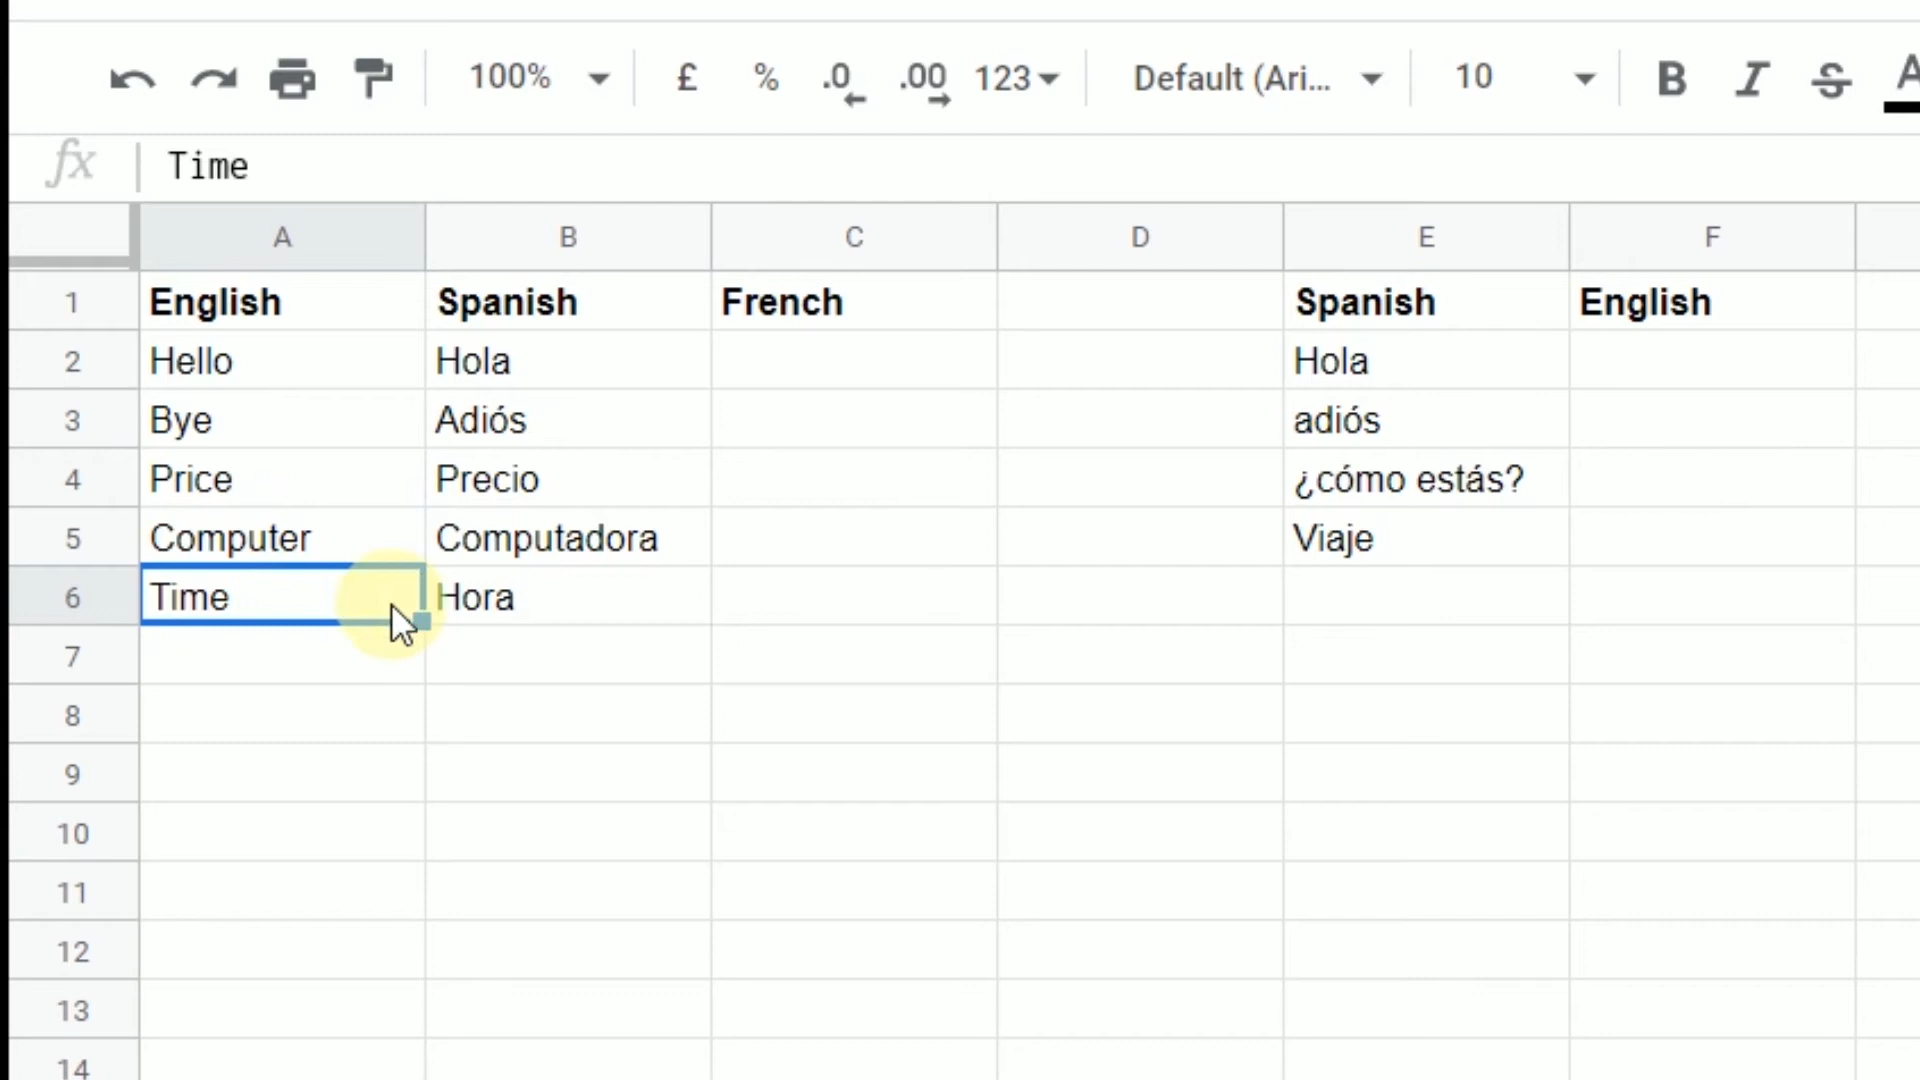 100% £ % .0 .00 123 Default (Ari... 10 B I S A
fx Time
A B C D E F
1 English Spanish French Spanish English
2 Hello Hola Hola
3 Bye Adiós adiós
4 Price Precio ¿cómo estás?
5 Computer Computadora Viaje
6 Time Hora
7
8
9
10
11
12
13
14